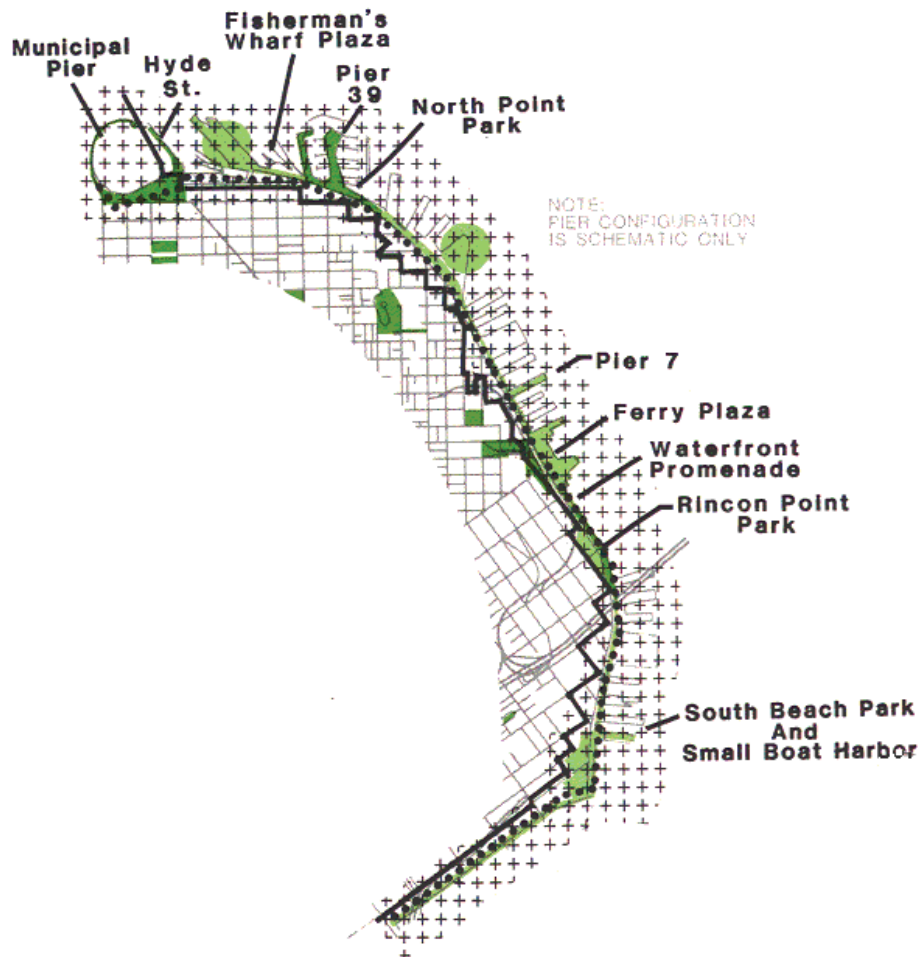 Fisherman's
Wharf Plaza
Municipal
Pier
Hyde
St.
Pier
39
North Point
Park
NOTE:
PIER CONFIGURATION
IS SCHEMATIC ONLY
Pier 7
Ferry Plaza
Waterfront
Promenade
Rincon Point
Park
South Beach Park
And
Small Boat Harbor